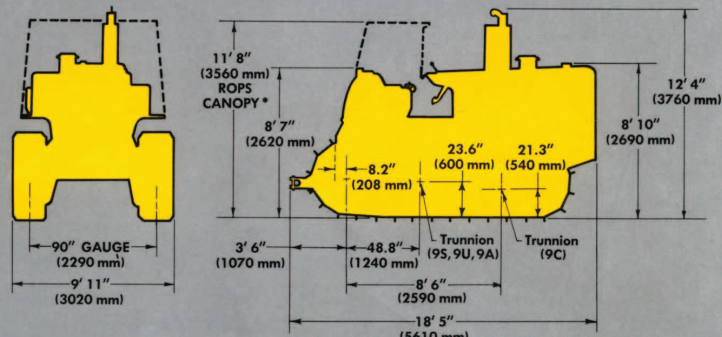 11' 8"
(3560 mm)
ROPS
CANOPY *
8' 7"
(2620 mm)
12' 4"
(3760 mm)
8' 10"
(2690 mm)
23.6"
(600 mm)
21.3"
(540 mm)
8.2"
(208 mm)
90" GAUGE
(2290 mm)
9' 11"
(3020 mm)
3' 6"
(1070 mm)
48.8"
(1240 mm)
Trunnion
(9S, 9U, 9A)
Trunnion
(9C)
8' 6"
(2590 mm)
18' 5"
(5610 mm)